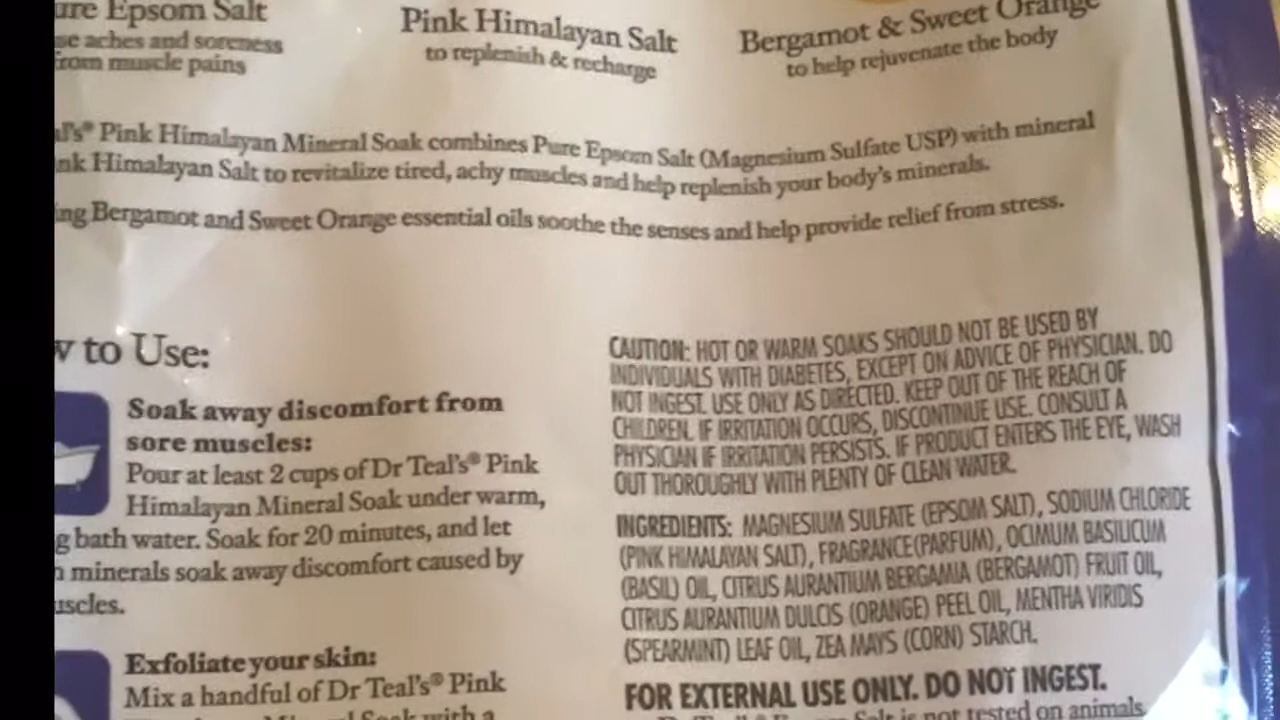 ure Epsom Salt
se aches and soreness
from muscle pains
Pink Himalayan Salt
to replenish & recharge
Bergamot & Sweet Orange
to help rejuvenate the body
al's® Pink Himalayan Mineral Soak combines Pure Epsom Salt (Magnesium Sulfate USP) with mineral
nk Himalayan Salt to revitalize tired, achy muscles and help replenish your body's minerals.
ing Bergamot and Sweet Orange essential oils soothe the senses and help provide relief from stress.
w to Use:
Soak away discomfort from
sore muscles:
Pour at least 2 cups of Dr Teal's® Pink
Himalayan Mineral Soak under warm,
g bath water. Soak for 20 minutes, and let
n minerals soak away discomfort caused by
uscles.
Exfoliate your skin:
Mix a handful of Dr Teal's® Pink
Salt with a
CAUTION: HOT OR WARM SOAKS SHOULD NOT BE USED BY
INDIVIDUALS WITH DIABETES, EXCEPT ON ADVICE OF PHYSICIAN. DO
NOT INGEST. USE ONLY AS DIRECTED. KEEP OUT OF THE REACH OF
CHILDREN. IF IRRITATION OCCURS, DISCONTINUE USE. CONSULT A
PHYSICIAN IF IRRITATION PERSISTS. IF PRODUCT ENTERS THE EYE, WASH
OUT THOROUGHLY WITH PLENTY OF CLEAN WATER.
INGREDIENTS: MAGNESIUM SULFATE (EPSOM SALT), SODIUM CHLORIDE
(PINK HIMALAYAN SALT), FRAGRANCE(PARFUM), OCIMUM BASILICUM
(BASIL) OIL, CITRUS AURANTIUM BERGAMIA (BERGAMOT) FRUIT OIL,
CITRUS AURANTIUM DULCIS (ORANGE) PEEL OIL, MENTHA VIRIDIS
(SPEARMINT) LEAF OIL, ZEA MAYS (CORN) STARCH.
FOR EXTERNAL USE ONLY. DO NOT INGEST.
Salt is not tested on animals